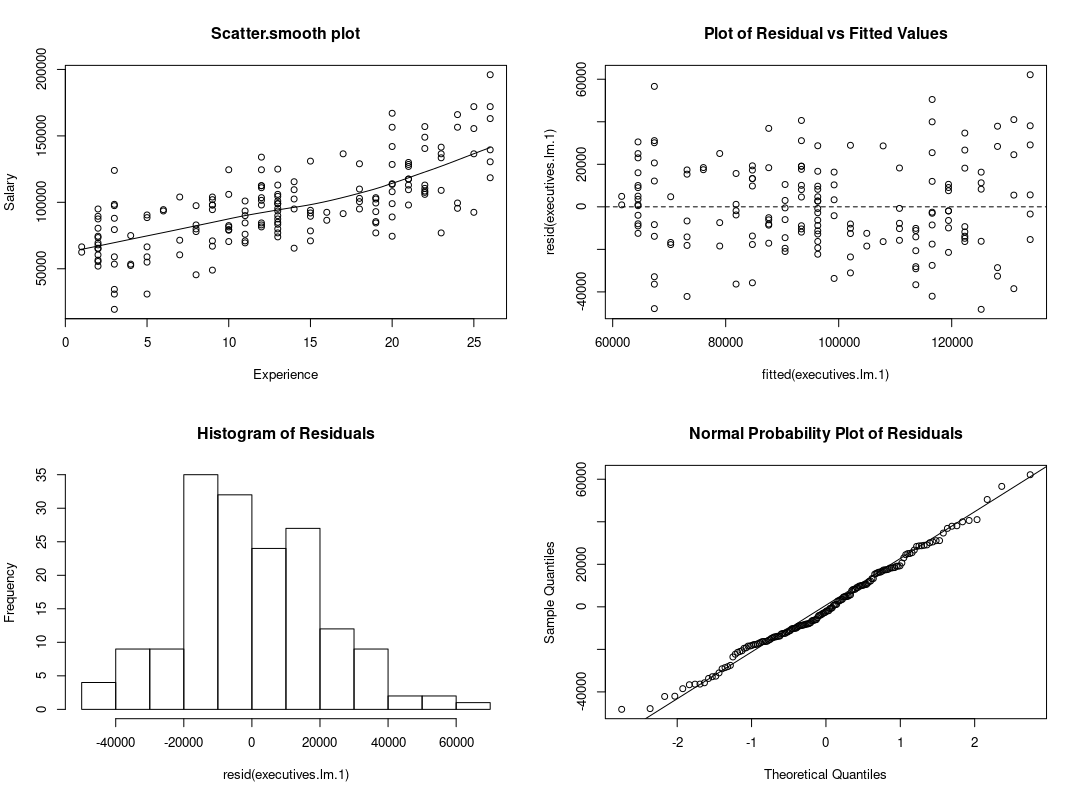 Scatter.smooth plot
200000
150000
100000
50000
Salary
0 5 10 15 20 25
Experience
Plot of Residual vs Fitted Values
60000
20000
0
-40000
resid(executives.lm.1)
60000 80000 100000 120000
fitted(executives.lm.1)
Histogram of Residuals
35
30
25
20
15
10
5
0
Frequency
-40000 -20000 0 20000 40000 60000
resid(executives.lm.1)
Normal Probability Plot of Residuals
60000
20000
0
-40000
Sample Quantiles
-2 -1 0 1 2
Theoretical Quantiles